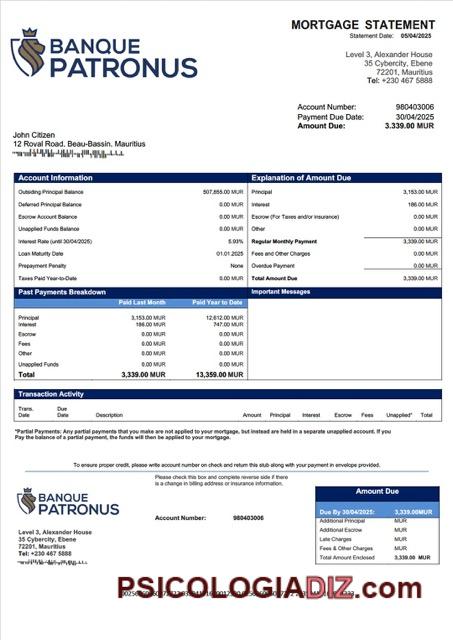 MORTGAGE STATEMENT
Statement Date: 05/04/2025
BANQUE
PATRONUS
Level 3, Alexander House
35 Cybercity, Ebene
72201, Mauritius
Tel: +230 467 5888
Account Number: 980403006
Payment Due Date: 30/04/2025
Amount Due: 3.339.00 MUR
John Citizen
12 Royal Road, Beau-Bassin, Mauritius
Account Information
Outsiding Principal Balance 507,655.00 MUR
Deferred Principal Balance 0.00 MUR
Escrow Account Balance 0.00 MUR
Unapplied Funds Balance 0.00 MUR
Interest Rate (until 30/04/2025) 5.93%
Loan Maturity Date 01.01.2025
Prepayment Penalty None
Taxes Paid Year-to-Date 0.00 MUR
Explanation of Amount Due
Principal 3,153.00 MUR
Interest 186.00 MUR
Escrow (For Taxes and/or insurance) 0.00 MUR
Other 0.00 MUR
Regular Monthly Payment 3,339.00 MUR
Fees and Other Charges 0.00 MUR
Overdue Payment 0.00 MUR
Total Amount Due 3,339.00 MUR
Past Payments Breakdown
Paid Last Month Paid Year to Date
Principal 3,153.00 MUR 12,612.00 MUR
Interest 186.00 MUR 747.00 MUR
Escrow 0.00 MUR 0.00 MUR
Fees 0.00 MUR 0.00 MUR
Other 0.00 MUR 0.00 MUR
Unapplied Funds 0.00 MUR 0.00 MUR
Total 3,339.00 MUR 13,359.00 MUR
Important Messages
Transaction Activity
Trans. Date Due Date Description Amount Principal Interest Escrow Fees Unapplied* Total
*Partial Payments: Any partial payments that you make are not applied to your mortgage, but instead are held in a separate unapplied account. If you
Pay the balance of a partial payment, the funds will then be applied to your mortgage.
To ensure proper credit, please write account number on check and return this stub along with your payment in envelope provided.
Please check this box and complete reverse side if there
is a change in billing address or insurance information.
BANQUE
PATRONUS
Account Number: 980403006
Level 3, Alexander House
35 Cybercity, Ebene
72201, Mauritius
Tel: +230 467 5888
Amount Due
Due By 30/04/2025: 3,339.00MUR
Additional Principal MUR
Additional Escrow MUR
Late Charges MUR
Fees & Other Charges MUR
Total Amount Enclosed 3,339.00 MUR
PSICOLOGIADIZ.com